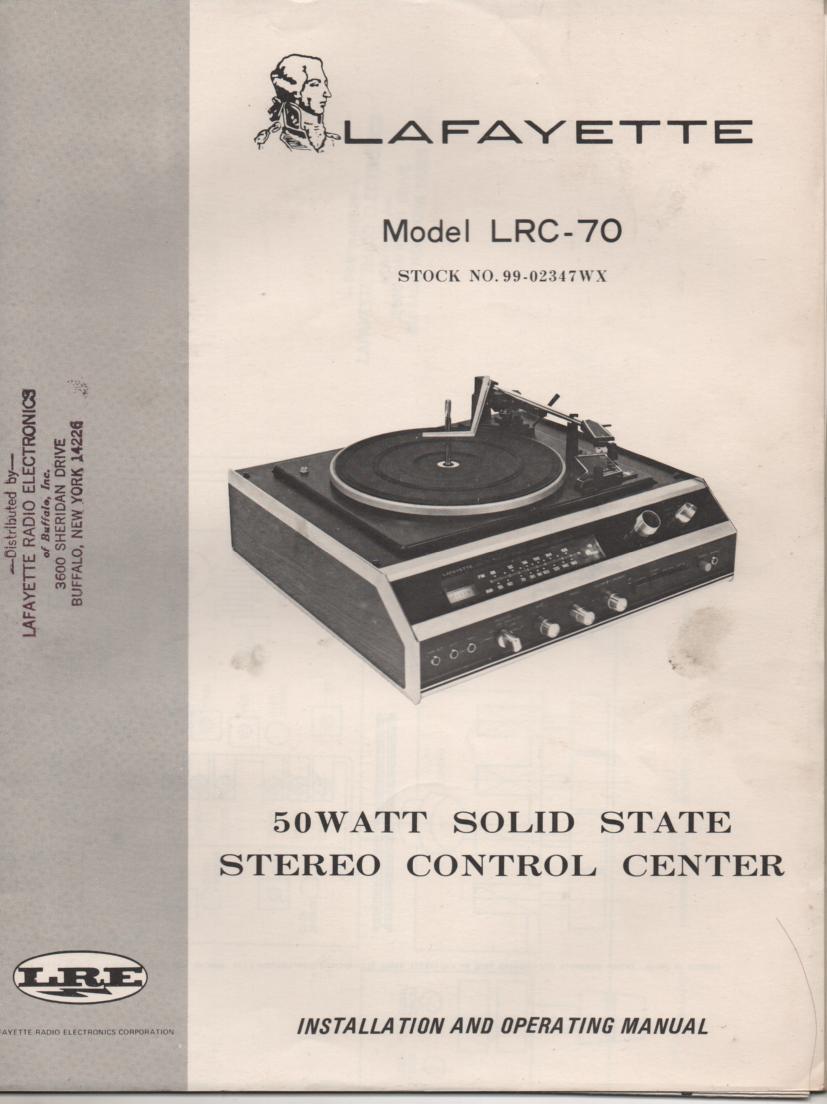 LAFAYETTE
Model LRC-70
STOCK NO. 99-02347WX
—Distributed by—
LAFAYETTE RADIO ELECTRONICS
of Buffalo, Inc.
3600 SHERIDAN DRIVE
BUFFALO, NEW YORK 14226
LAFAYETTE
50WATT SOLID STATE
STEREO CONTROL CENTER
LRE
AYETTE RADIO ELECTRONICS CORPORATION
INSTALLATION AND OPERATING MANUAL